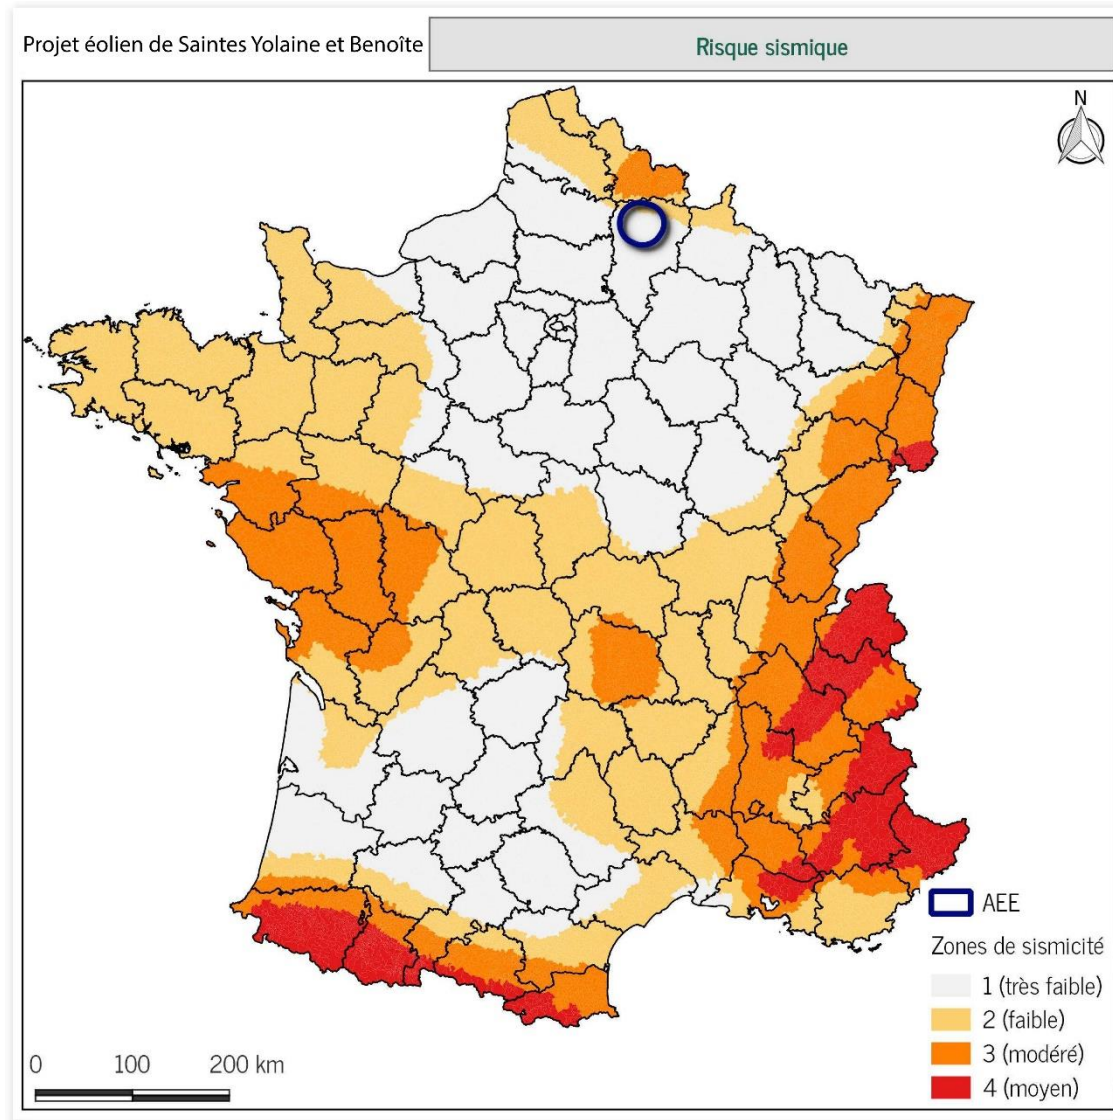 Projet éolien de Saintes Yolaine et Benoîte
Risque sismique
N
AEE
Zones de sismicité
1 (très faible)
2 (faible)
3 (modéré)
4 (moyen)
0 100 200 km